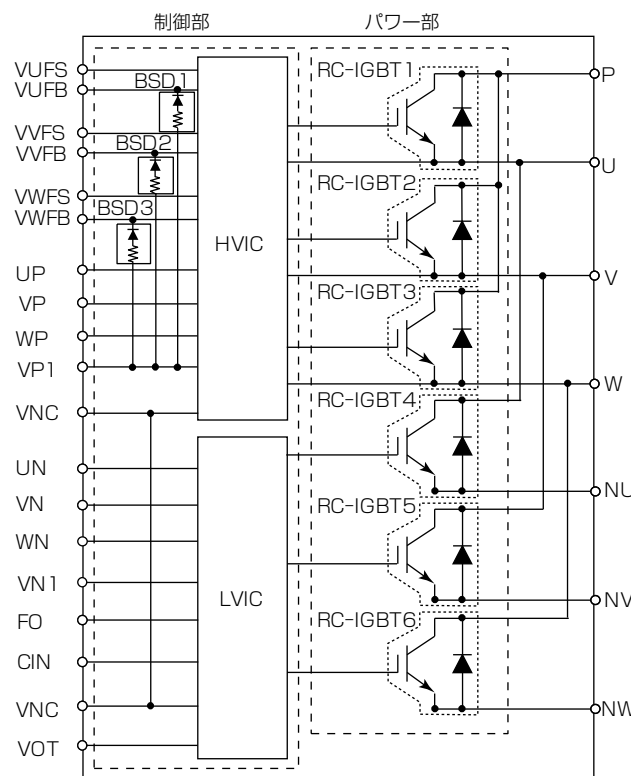 制御部
パワー部
VUFS
VUFB
VVFS
VVFB
VWFS
VWFB
UP
VP
WP
VP1
VNC
UN
VN
WN
VN1
FO
CIN
VNC
VOT
BSD1
BSD2
BSD3
HVIC
LVIC
RC-IGBT1
RC-IGBT2
RC-IGBT3
RC-IGBT4
RC-IGBT5
RC-IGBT6
P
U
V
W
NU
NV
NW